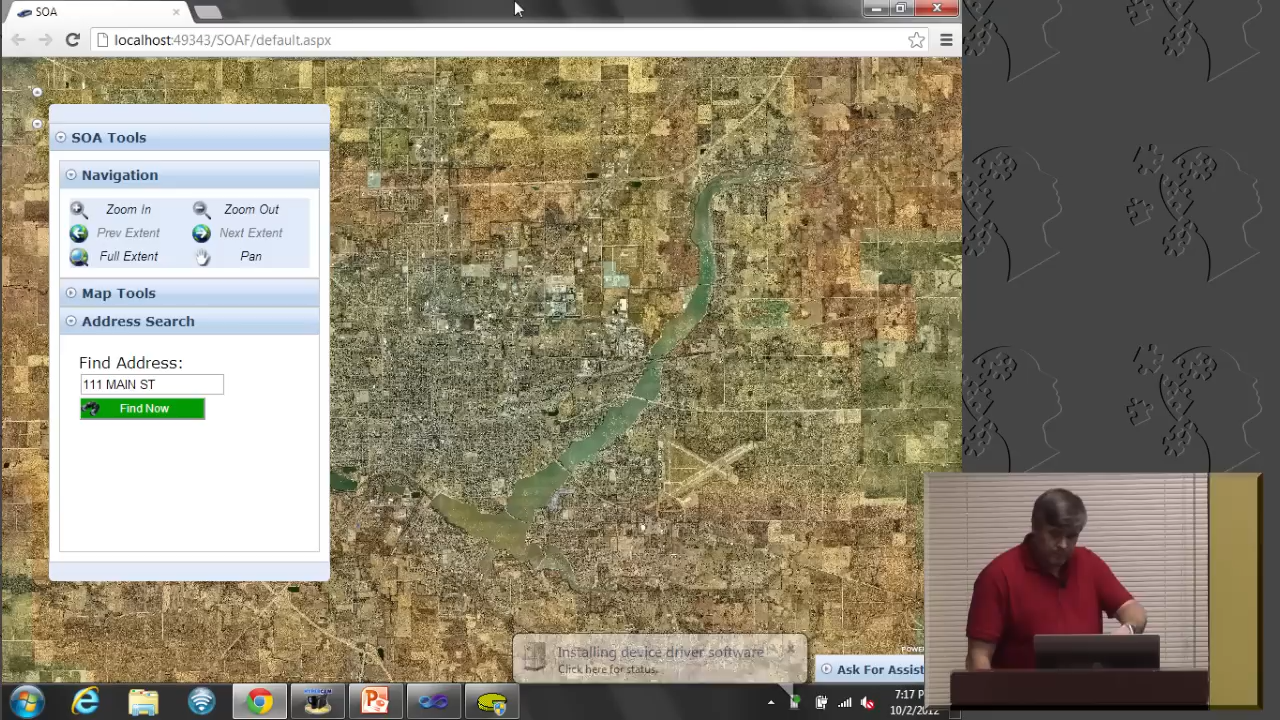 SOA
localhost:49343/SOAF/default.aspx
SOA Tools
Navigation
Zoom In Zoom Out
Prev Extent Next Extent
Full Extent Pan
Map Tools
Address Search
Find Address:
111 MAIN ST
Find Now
Installing device driver software
Click here for status.
POWE
Ask For Assist
7:17 P
10/2/2012